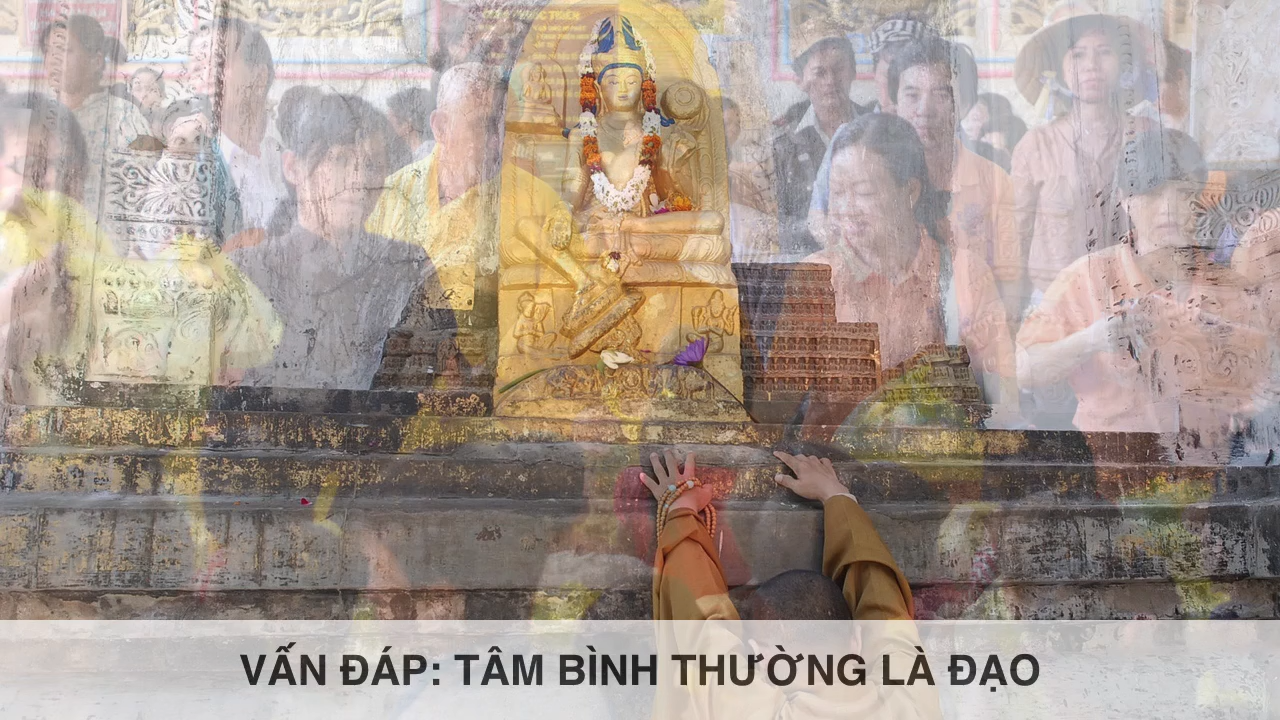 VẤN ĐÁP: TÂM BÌNH THƯỜNG LÀ ĐẠO